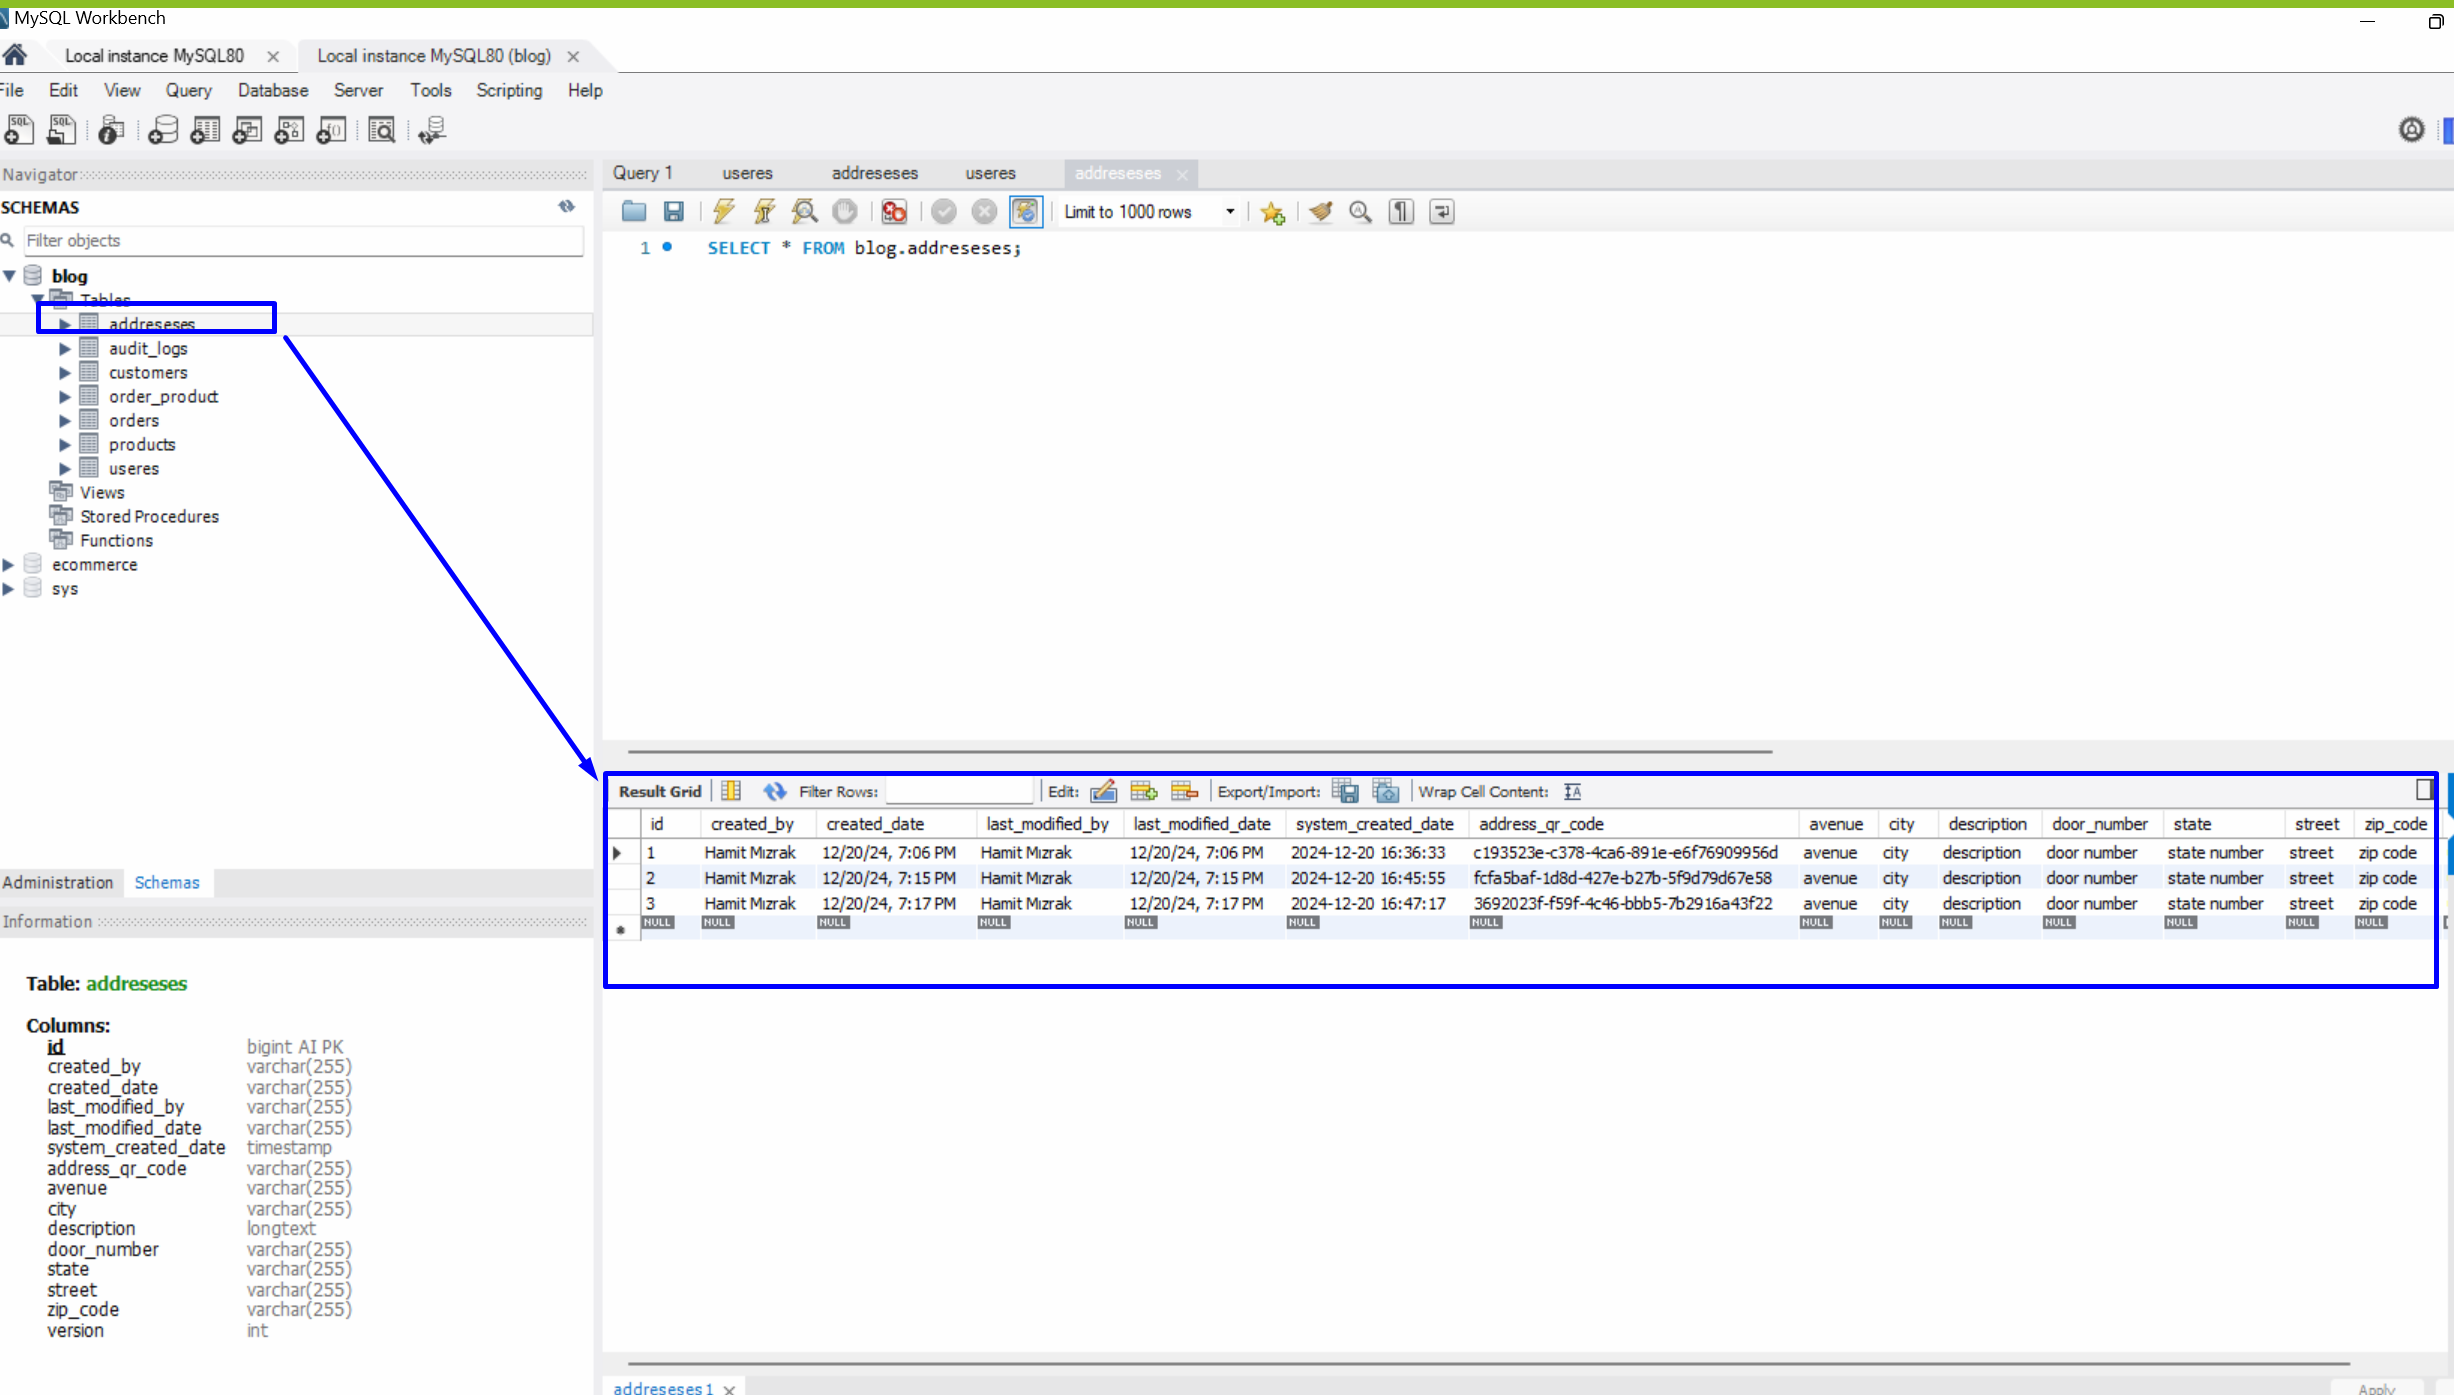 MySQL Workbench
Local instance MySQL80
Local instance MySQL80 (blog)
File Edit View Query Database Server Tools Scripting Help
Navigator
SCHEMAS
Filter objects
blog
Tables
addreseses
audit_logs
customers
order_product
orders
products
useres
Views
Stored Procedures
Functions
ecommerce
sys
Administration Schemas
Information
Table: addreseses
Columns:
id bigint AI PK
created_by varchar(255)
created_date varchar(255)
last_modified_by varchar(255)
last_modified_date varchar(255)
system_created_date timestamp
address_qr_code varchar(255)
avenue varchar(255)
city varchar(255)
description longtext
door_number varchar(255)
state varchar(255)
street varchar(255)
zip_code varchar(255)
version int
Query 1 useres addreseses useres addreseses
Limit to 1000 rows
1 SELECT * FROM blog.addreseses;
Result Grid Filter Rows: Edit: Export/Import: Wrap Cell Content:
id created_by created_date last_modified_by last_modified_date system_created_date address_qr_code avenue city description door_number state street zip_code
1 Hamit Mızrak 12/20/24, 7:06 PM Hamit Mızrak 12/20/24, 7:06 PM 2024-12-20 16:36:33 c193523e-c378-4ca6-891e-e6f76909956d avenue city description door number state number street zip code
2 Hamit Mızrak 12/20/24, 7:15 PM Hamit Mızrak 12/20/24, 7:15 PM 2024-12-20 16:45:55 fcfa5baf-1d8d-427e-b27b-5f9d79d67e58 avenue city description door number state number street zip code
3 Hamit Mızrak 12/20/24, 7:17 PM Hamit Mızrak 12/20/24, 7:17 PM 2024-12-20 16:47:17 3692023f-f59f-4c46-bbb5-7b2916a43f22 avenue city description door number state number street zip code
NULL NULL NULL NULL NULL NULL NULL NULL NULL NULL NULL NULL NULL NULL
addreseses1
Apply